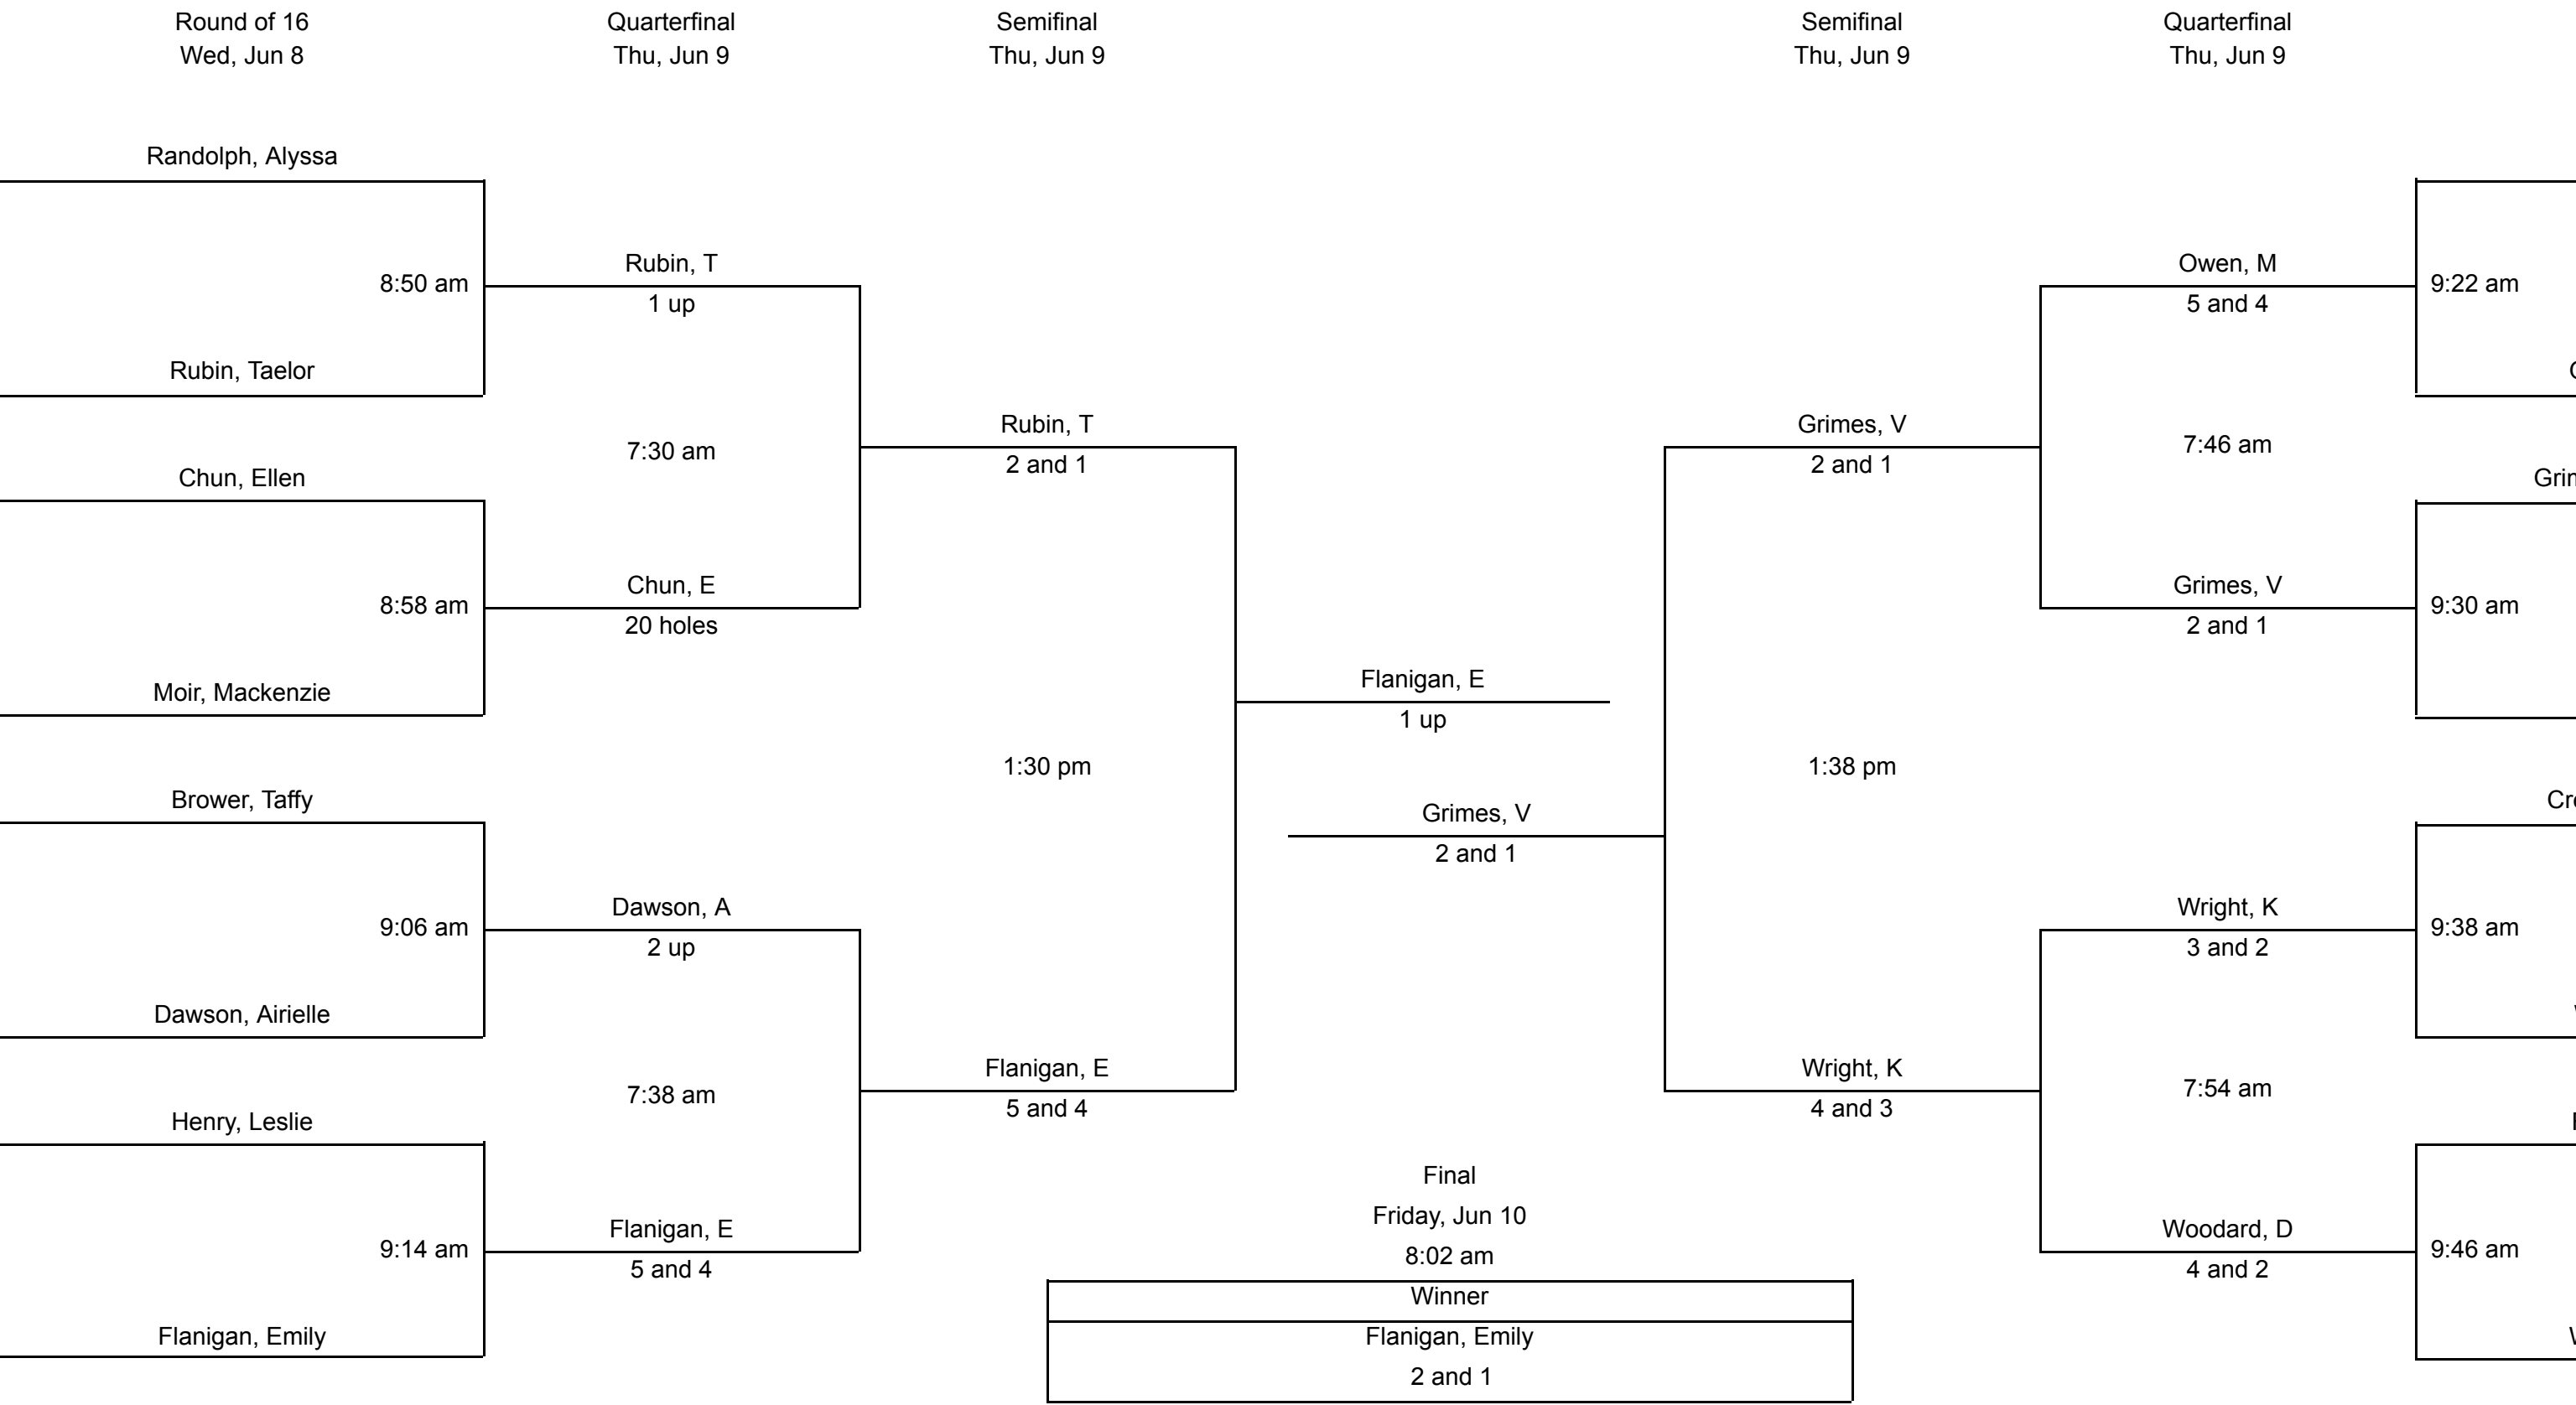 Round of 16
Wed, Jun 8
Quarterfinal
Thu, Jun 9
Semifinal
Thu, Jun 9
Semifinal
Thu, Jun 9
Quarterfinal
Thu, Jun 9
Randolph, Alyssa
8:50 am
Rubin, Taelor
Chun, Ellen
8:58 am
Moir, Mackenzie
Brower, Taffy
9:06 am
Dawson, Airielle
Henry, Leslie
9:14 am
Flanigan, Emily
Rubin, T
1 up
7:30 am
Chun, E
20 holes
Dawson, A
2 up
7:38 am
Flanigan, E
5 and 4
Rubin, T
2 and 1
1:30 pm
Flanigan, E
5 and 4
Flanigan, E
1 up
Grimes, V
2 and 1
Final
Friday, Jun 10
8:02 am
Winner
Flanigan, Emily
2 and 1
Grimes, V
2 and 1
1:38 pm
Wright, K
4 and 3
Owen, M
5 and 4
7:46 am
Grimes, V
2 and 1
Wright, K
3 and 2
7:54 am
Woodard, D
4 and 2
9:22 am
9:30 am
9:38 am
9:46 am